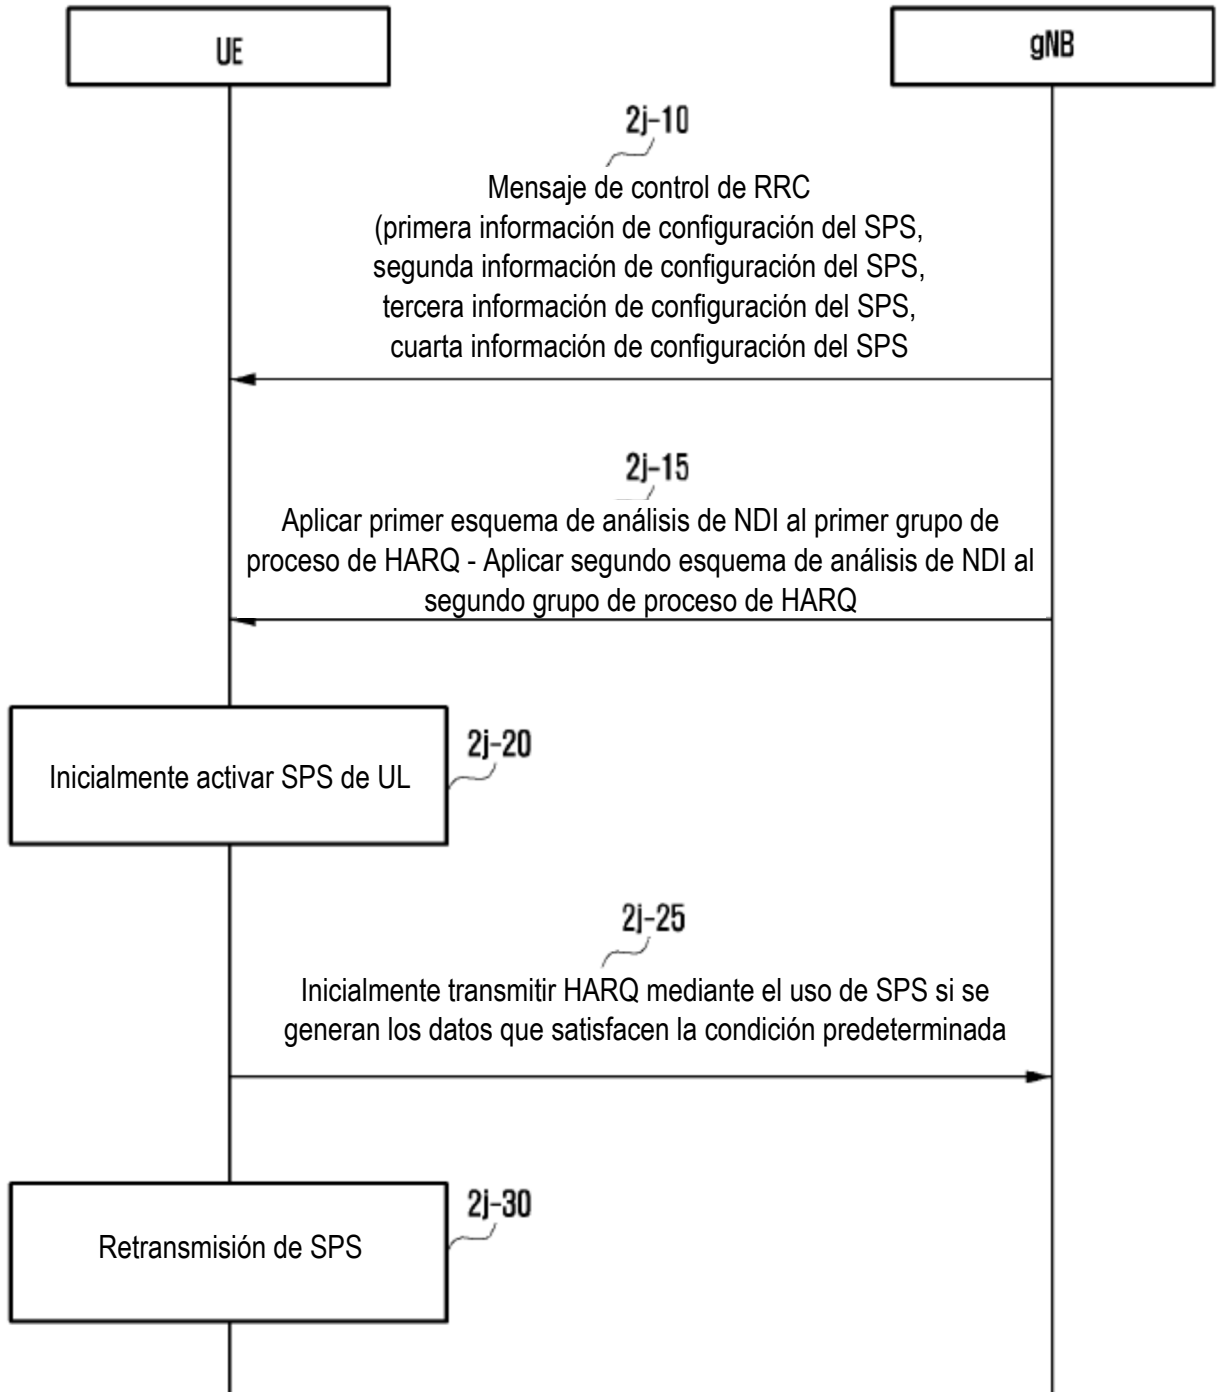 UE
gNB
2j-10
Mensaje de control de RRC
(primera información de configuración del SPS,
segunda información de configuración del SPS,
tercera información de configuración del SPS,
cuarta información de configuración del SPS
2j-15
Aplicar primer esquema de análisis de NDI al primer grupo de
proceso de HARQ - Aplicar segundo esquema de análisis de NDI al
segundo grupo de proceso de HARQ
2j-20
Inicialmente activar SPS de UL
2j-25
Inicialmente transmitir HARQ mediante el uso de SPS si se
generan los datos que satisfacen la condición predeterminada
2j-30
Retransmisión de SPS